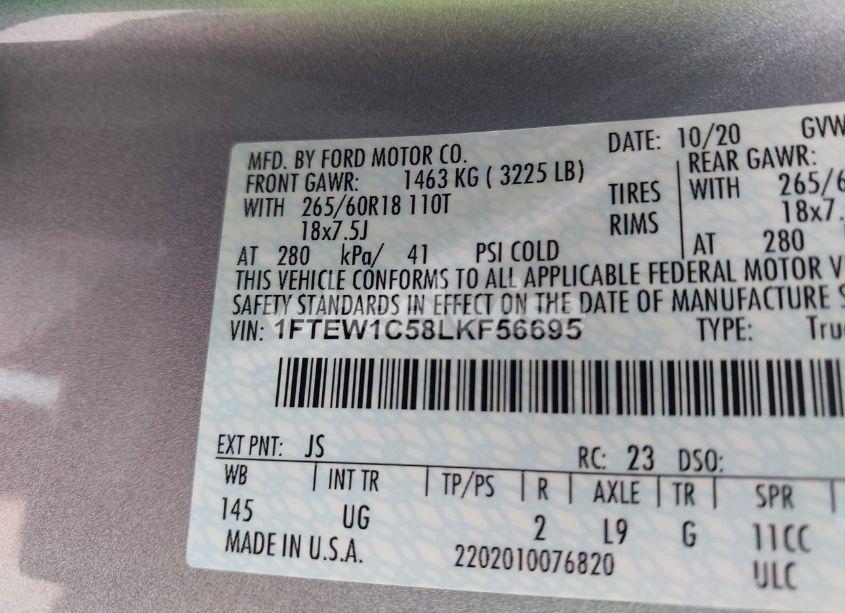 MFD. BY FORD MOTOR CO. DATE: 10/20 GVW
FRONT GAWR: 1463 KG ( 3225 LB) REAR GAWR:
WITH 265/60R18 110T TIRES WITH 265/6
18x7.5J RIMS 18x7.
AT 280 kPa/ 41 PSI COLD AT 280
THIS VEHICLE CONFORMS TO ALL APPLICABLE FEDERAL MOTOR V
SAFETY STANDARDS IN EFFECT ON THE DATE OF MANUFACTURE S
VIN: 1FTEW1C58LKF56695 TYPE: Tru
EXT PNT: JS RC: 23 DSO:
WB INT TR TP/PS R AXLE TR SPR
145 UG 2 L9 G 11CC
MADE IN U.S.A. 2202010076820 ULC